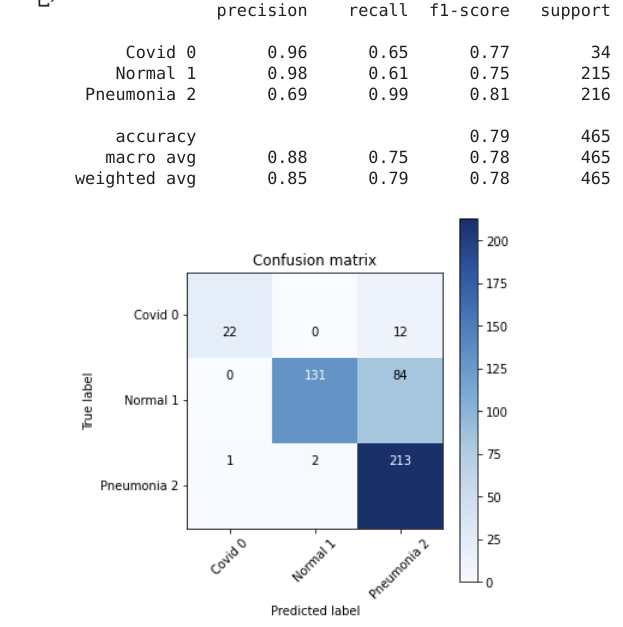 precision recall f1-score support
Covid 0 0.96 0.65 0.77 34
Normal 1 0.98 0.61 0.75 215
Pneumonia 2 0.69 0.99 0.81 216
accuracy 0.79 465
macro avg 0.88 0.75 0.78 465
weighted avg 0.85 0.79 0.78 465
Confusion matrix
True label
Covid 0 22 0 12
Normal 1 0 131 84
Pneumonia 2 1 2 213
Covid 0 Normal 1 Pneumonia 2
Predicted label
200
175
150
125
100
75
50
25
0